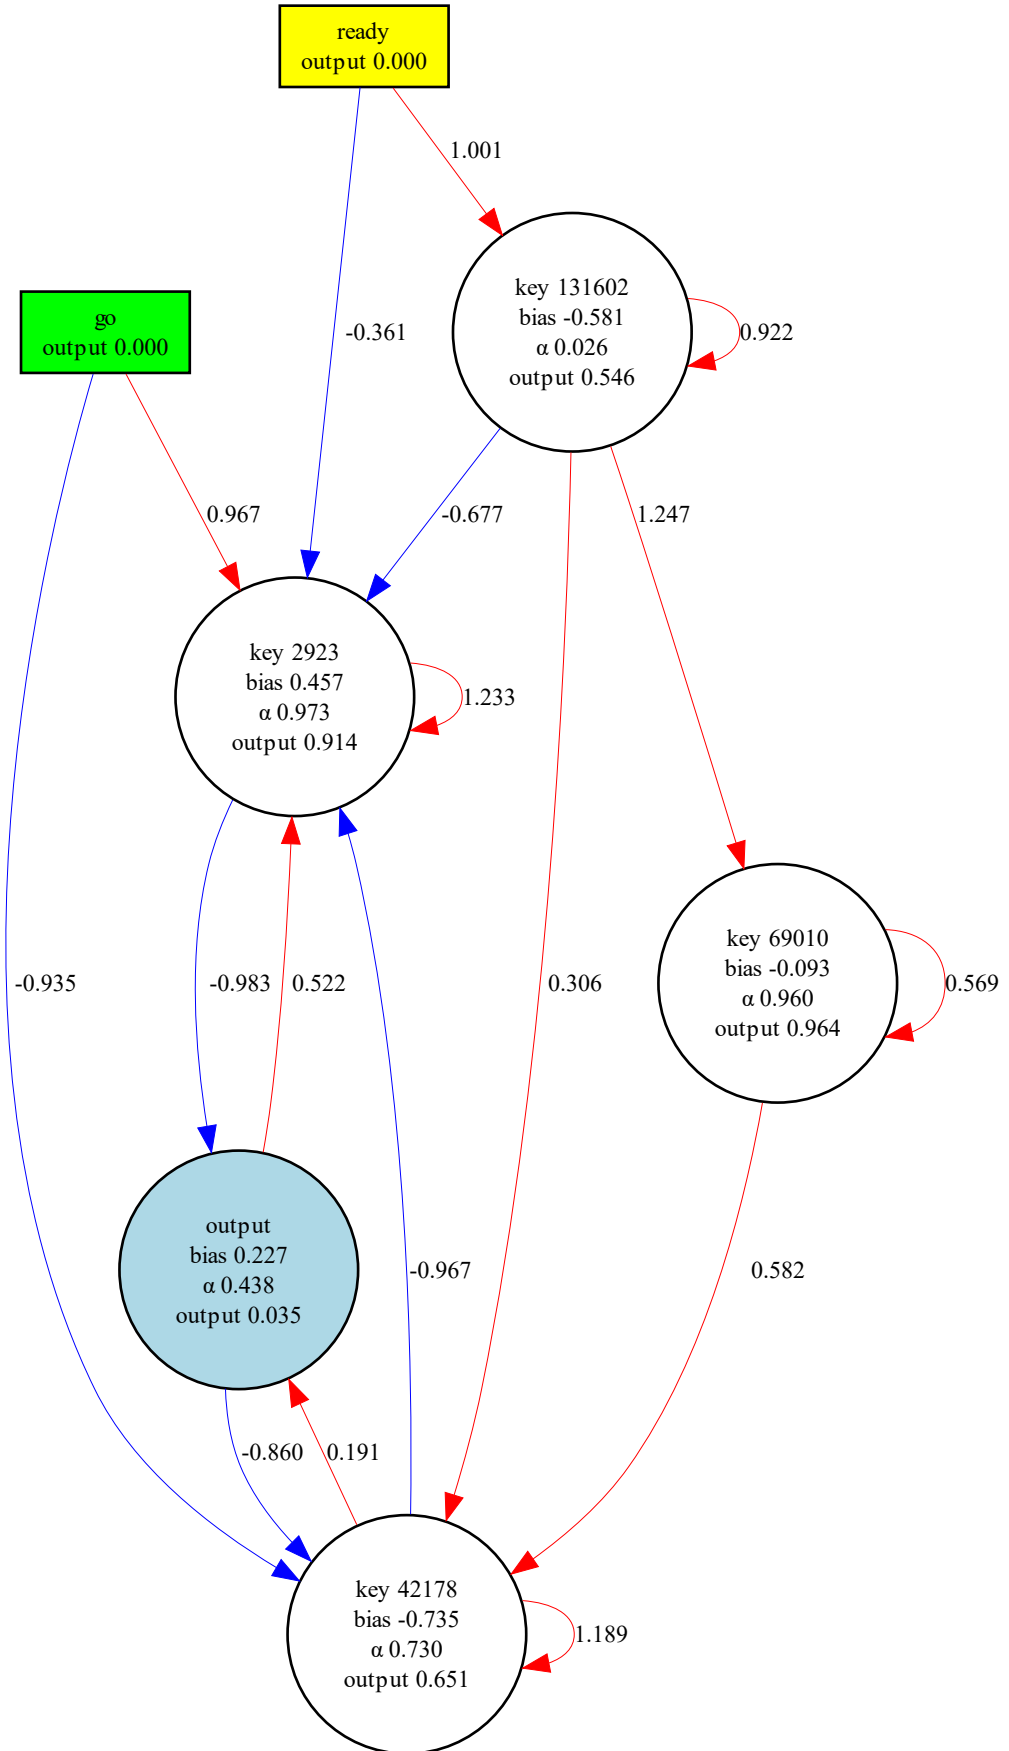 ready
output 0.000
1.001
key 131602
bias -0.581
α 0.026
output 0.546
0.922
go
output 0.000
-0.361
0.967
-0.677
1.247
key 2923
bias 0.457
α 0.973
output 0.914
1.233
key 69010
bias -0.093
α 0.960
output 0.964
0.569
-0.935
-0.983
0.522
0.306
output
bias 0.227
α 0.438
output 0.035
-0.967
0.582
-0.860
0.191
key 42178
bias -0.735
α 0.730
output 0.651
1.189